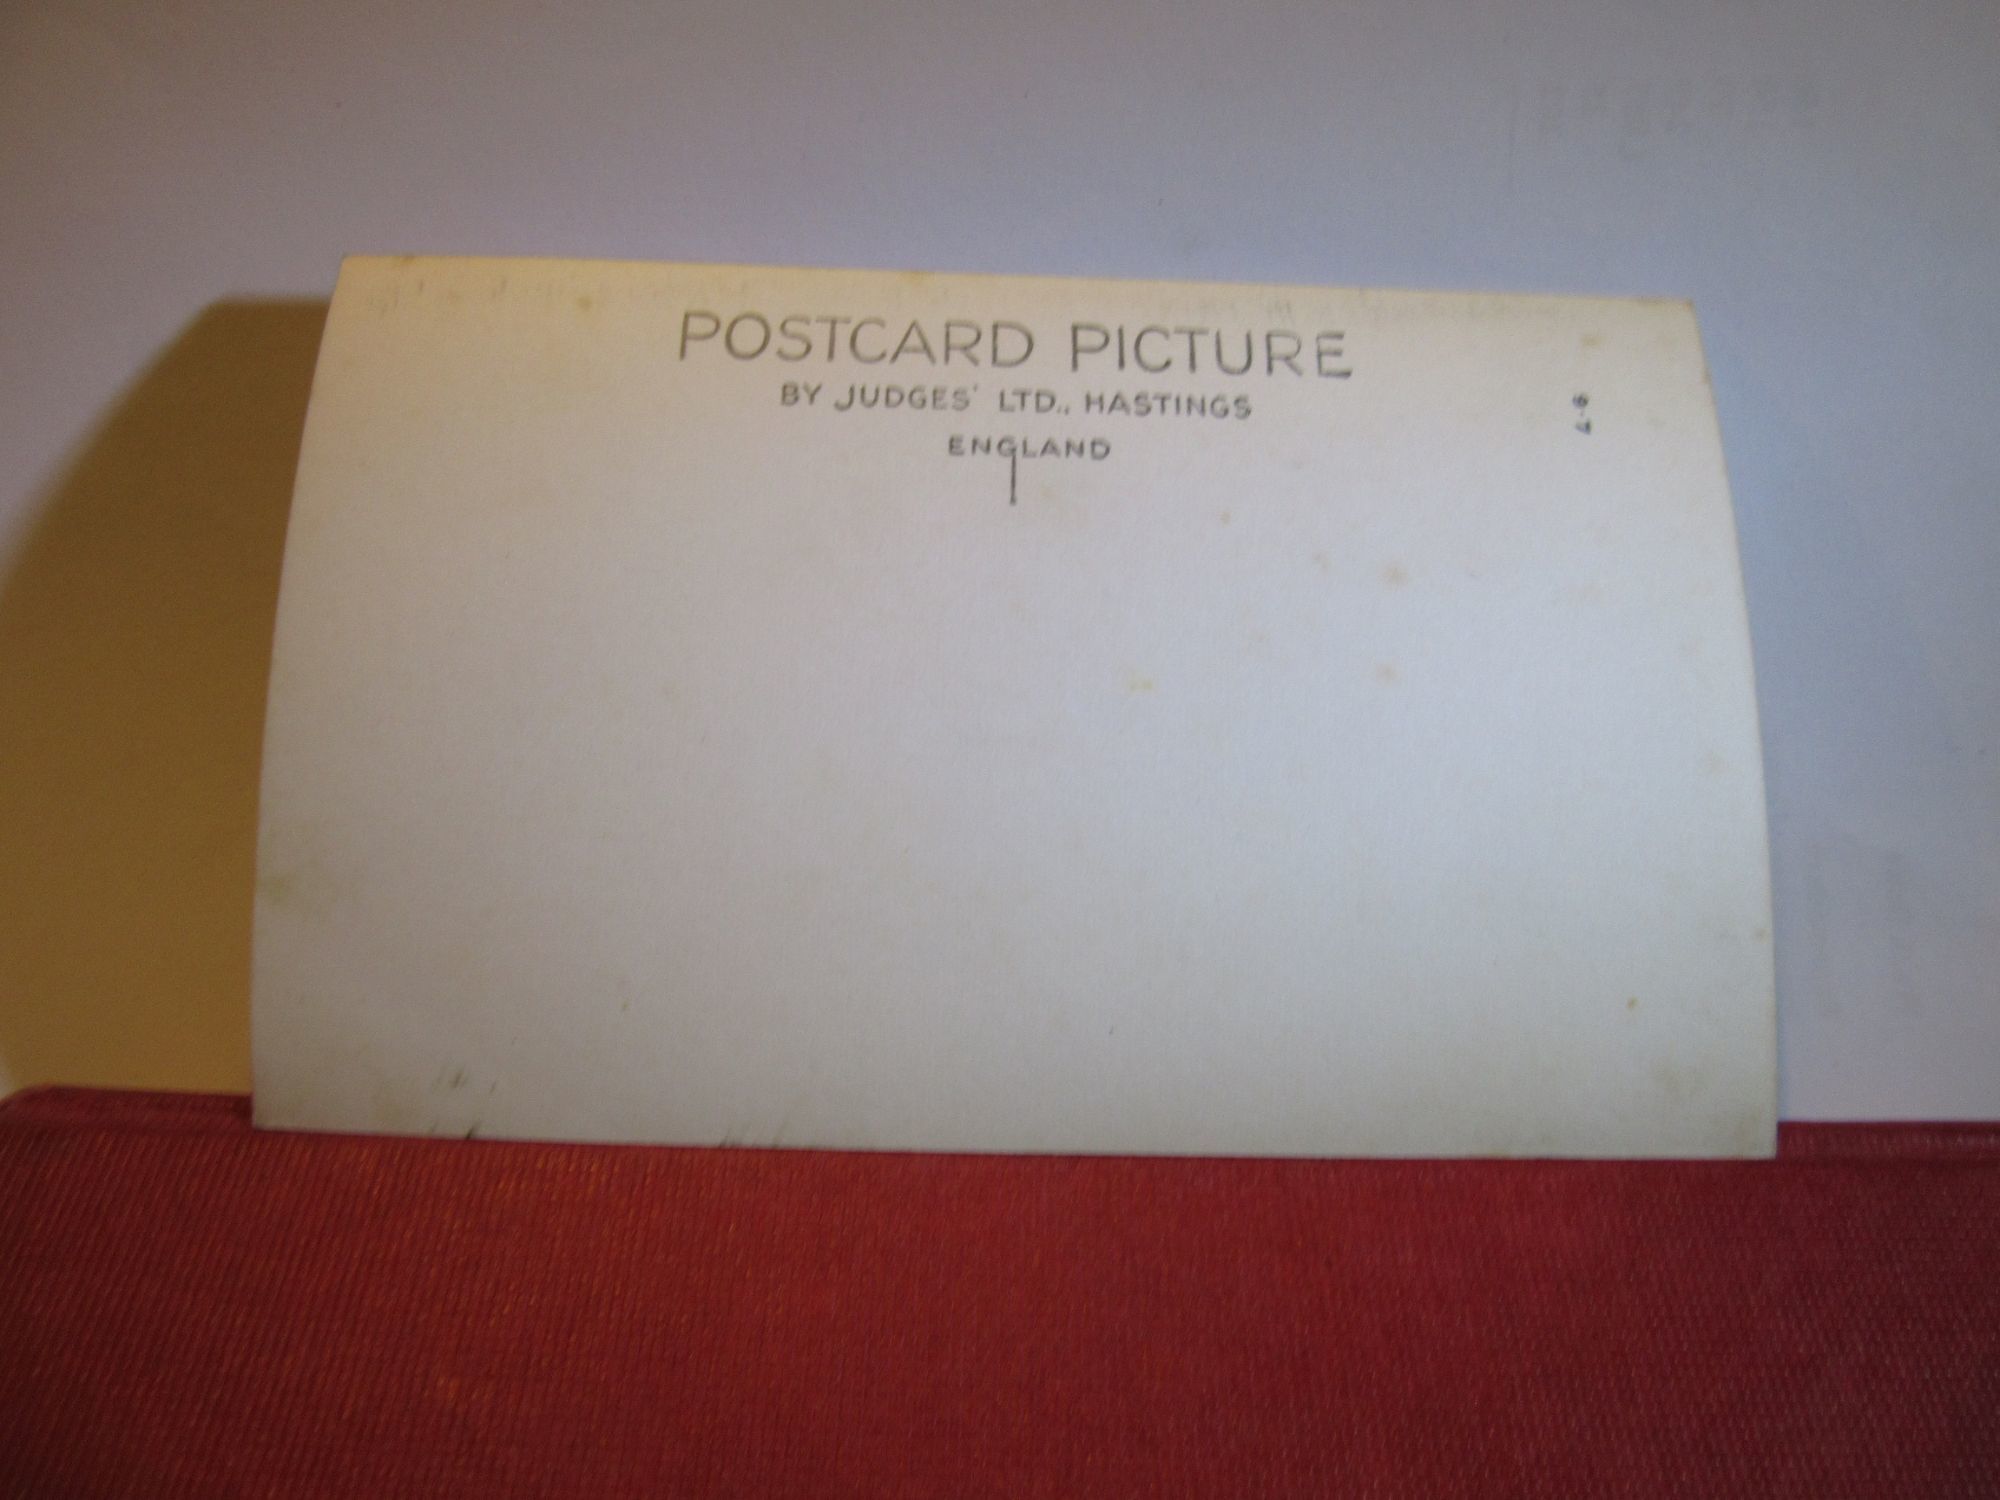 POSTCARD PICTURE
BY JUDGES' LTD., HASTINGS
ENGLAND